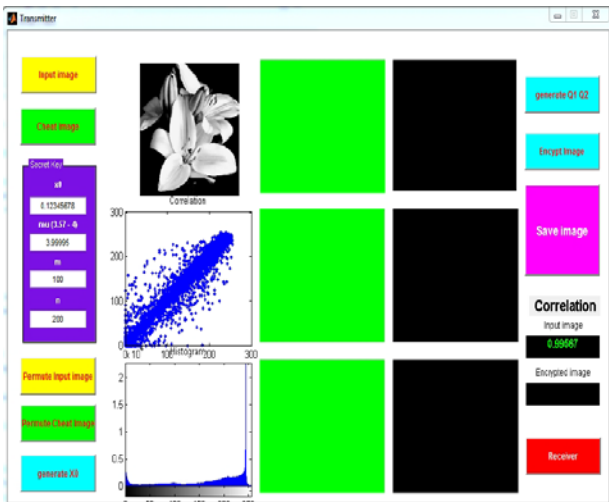 Transmitter
Input image
Cheat Image
Secret Key
x0
0.12345678
mu (3.57 - 4)
3.99995
m
100
n
200
Permute Input image
Permute Cheat Image
generate X0
Correlation
300
200
100
0
100
200
300
Histogram
2
1.5
1
0.5
0
generate Q1 Q2
Encypt Image
Save image
Correlation
Input image
0.99567
Encrypted image
Receiver